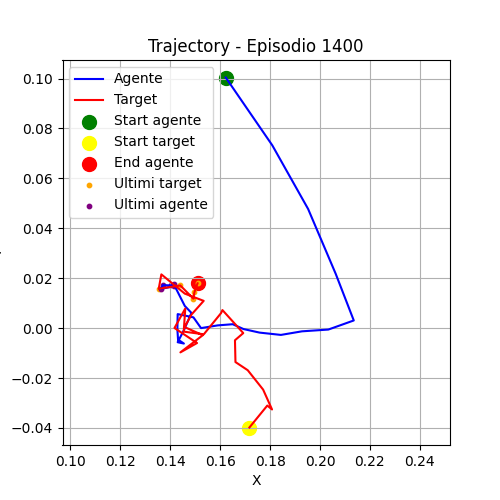 Trajectory - Episodio 1400
Agente
Target
Start agente
Start target
End agente
Ultimi target
Ultimi agente
0.10
0.08
0.06
0.04
0.02
0.00
−0.02
−0.04
0.10 0.12 0.14 0.16 0.18 0.20 0.22 0.24
X